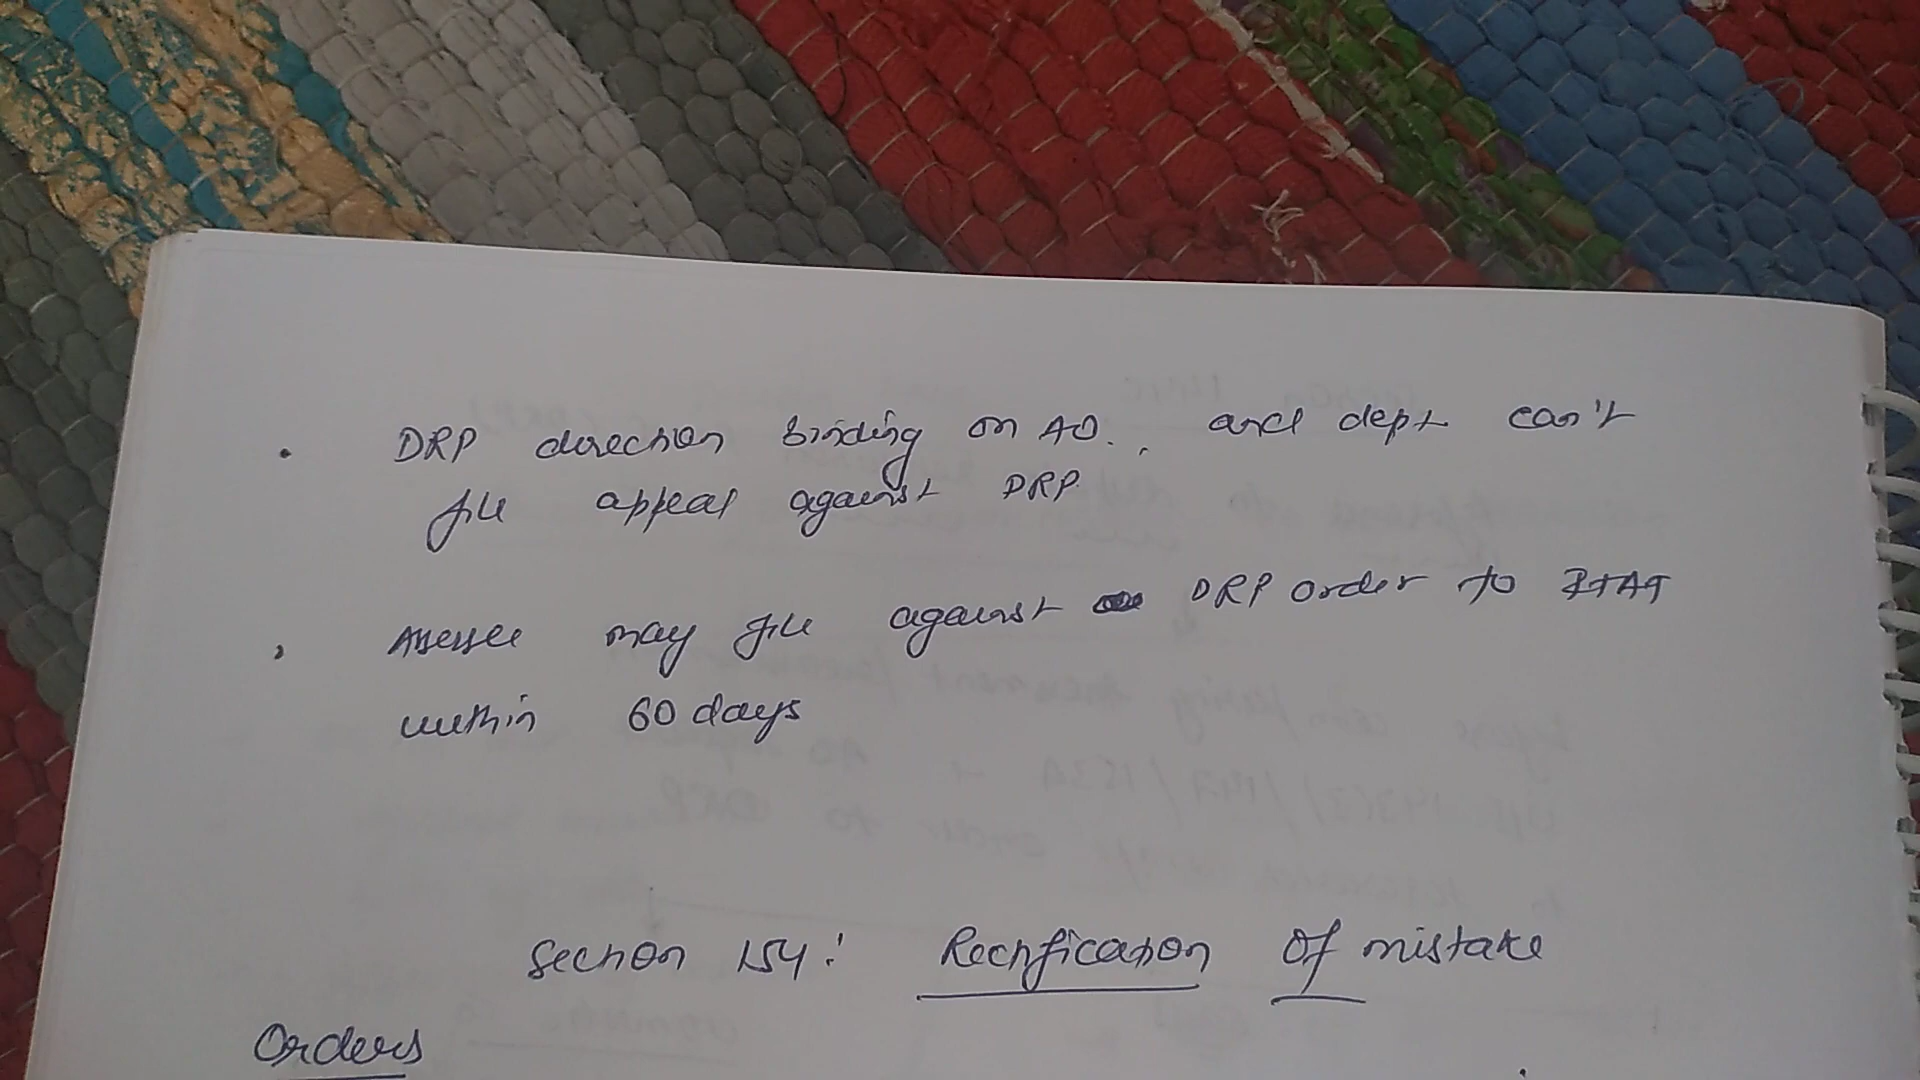 • DRP direction binding on AO., and dept can't
file appeal against DRP
• Assessee may file against DRP order to ITAT
within 60 days
Section 154: Rectification Of mistake
Orders